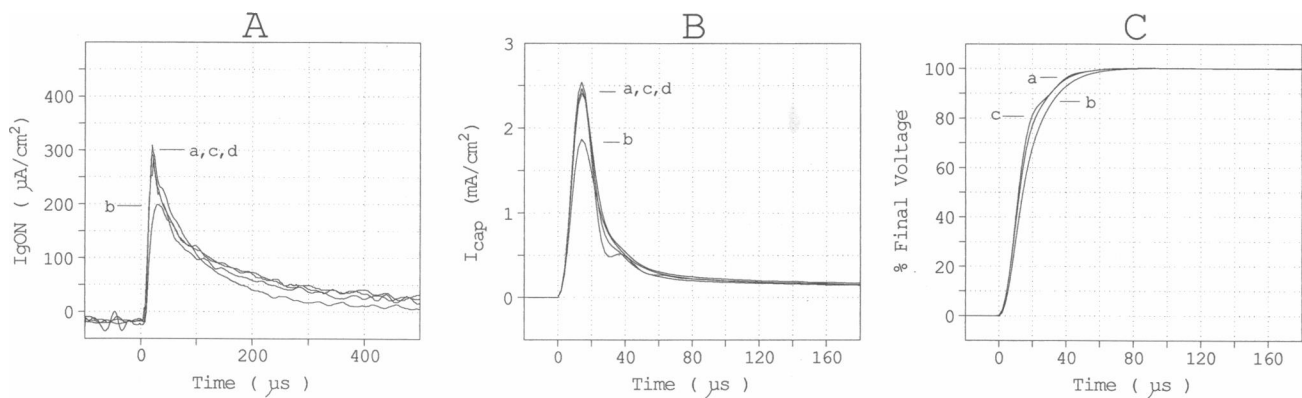 A
IgON ( µA/cm2)
400
300
200
100
0
a,c,d
b
0
200
400
Time ( µs )
B
Icap (mA/cm²)
3
2
1
0
a,c,d
b
0
40
80
120
160
Time ( µs )
C
% Final Voltage
100
80
60
40
20
0
a
c
b
0
40
80
120
160
Time ( µs )